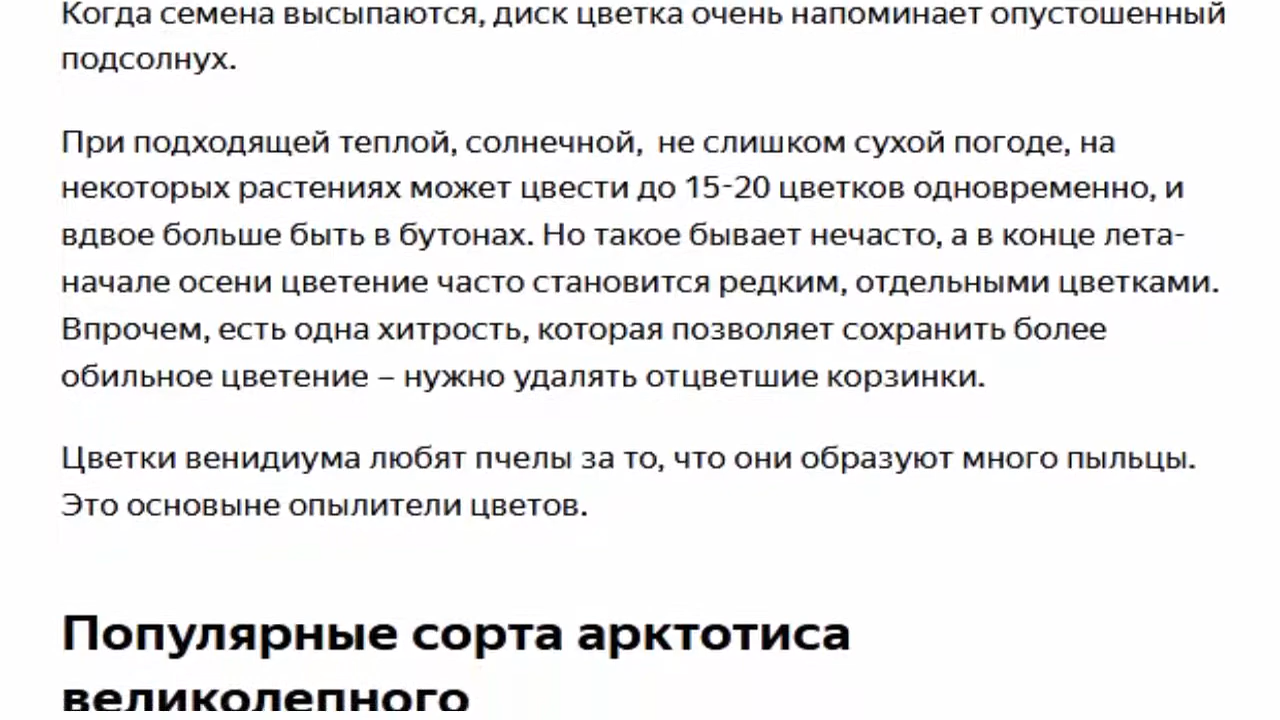 Когда семена высыпаются, диск цветка очень напоминает опустошенный
подсолнух.
При подходящей теплой, солнечной,  не слишком сухой погоде, на
некоторых растениях может цвести до 15-20 цветков одновременно, и
вдвое больше быть в бутонах. Но такое бывает нечасто, а в конце лета-
начале осени цветение часто становится редким, отдельными цветками.
Впрочем, есть одна хитрость, которая позволяет сохранить более
обильное цветение – нужно удалять отцветшие корзинки.
Цветки венидиума любят пчелы за то, что они образуют много пыльцы.
Это основыне опылители цветов.
Популярные сорта арктотиса
великолепного